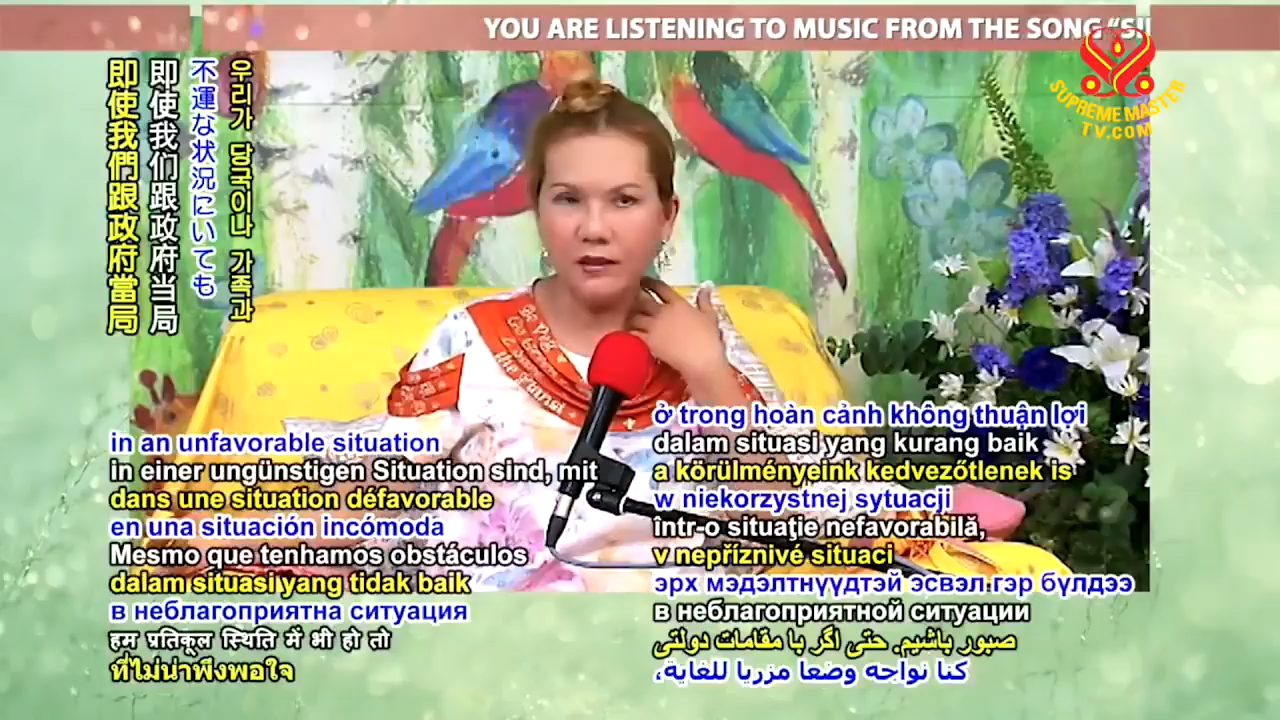 YOU ARE LISTENING TO MUSIC FROM THE SONG “SI
SUPREME MASTER
TV.COM
우리가 당국이나 가족과
不運な状況にいても
即使我们跟政府当局
即使我們跟政府當局
in an unfavorable situation
in einer ungünstigen Situation sind, mit
dans une situation défavorable
en una situación incómoda
Mesmo que tenhamos obstáculos
dalam situasi yang tidak baik
в неблагоприятна ситуация
हम प्रतिकूल स्थिति में भी हो तो
ที่ไม่น่าพึงพอใจ
ở trong hoàn cảnh không thuận lợi
dalam situasi yang kurang baik
a körülményeink kedvezőtlenek is
w niekorzystnej sytuacji
într-o situaţie nefavorabilă,
v nepříznivé situaci
эрх мэдэлтнүүдтэй эсвэл гэр бүлдээ
в неблагоприятной ситуации
صبور باشیم. حتی اگر با مقامات دولتی
كنا نواجه وضعا مزريا للغاية،